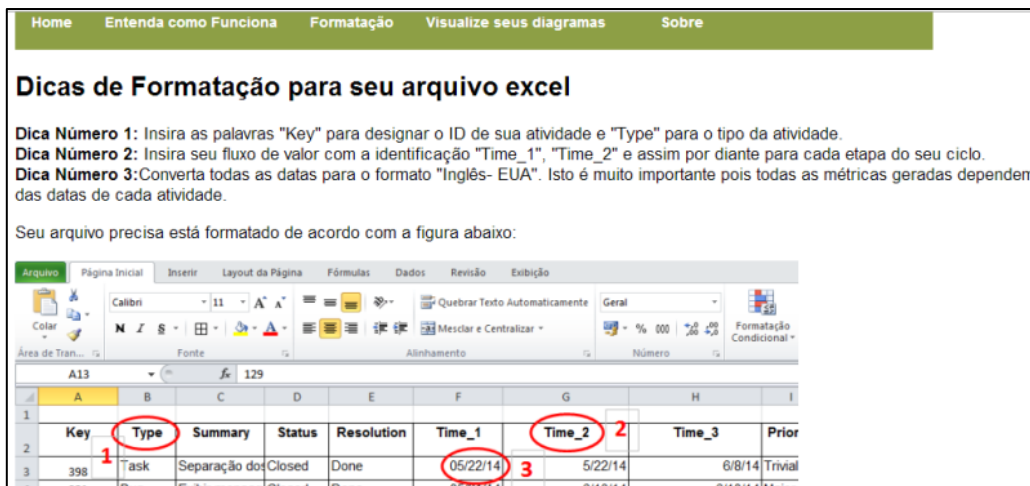 Home Entenda como Funciona Formatação Visualize seus diagramas Sobre
Dicas de Formatação para seu arquivo excel
Dica Número 1: Insira as palavras "Key" para designar o ID de sua atividade e "Type" para o tipo da atividade.
Dica Número 2: Insira seu fluxo de valor com a identificação "Time_1", "Time_2" e assim por diante para cada etapa do seu ciclo.
Dica Número 3:Converta todas as datas para o formato "Inglês- EUA". Isto é muito importante pois todas as métricas geradas dependem
das datas de cada atividade.
Seu arquivo precisa está formatado de acordo com a figura abaixo:
Arquivo Página Inicial Inserir Layout da Página Fórmulas Dados Revisão Exibição
Calibri 11 A A Quebrar Texto Automaticamente Geral
Colar N I S A Mesclar e Centralizar % 000 Formatação
Condicional
Área de Tran... Fonte Alinhamento Número
A13 fx 129
A B C D E F G H I
1
2 Key Type Summary Status Resolution Time_1 Time_2 2 Time_3 Prior
1
3 398 Task Separação dos Closed Done 05/22/14 3 5/22/14 6/8/14 Trivial